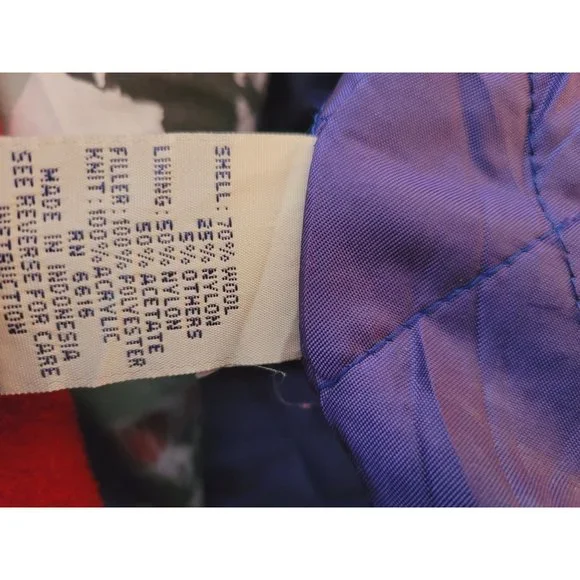 SHELL: 70% WOOL
25% NYLON
5% OTHERS
LINING: 50% NYLON
50% ACETATE
FILLER: 100% POLYESTER
KNIT: 100% ACRYLIC
RN 6616
MADE IN INDONESIA
SEE REVERSE FOR CARE